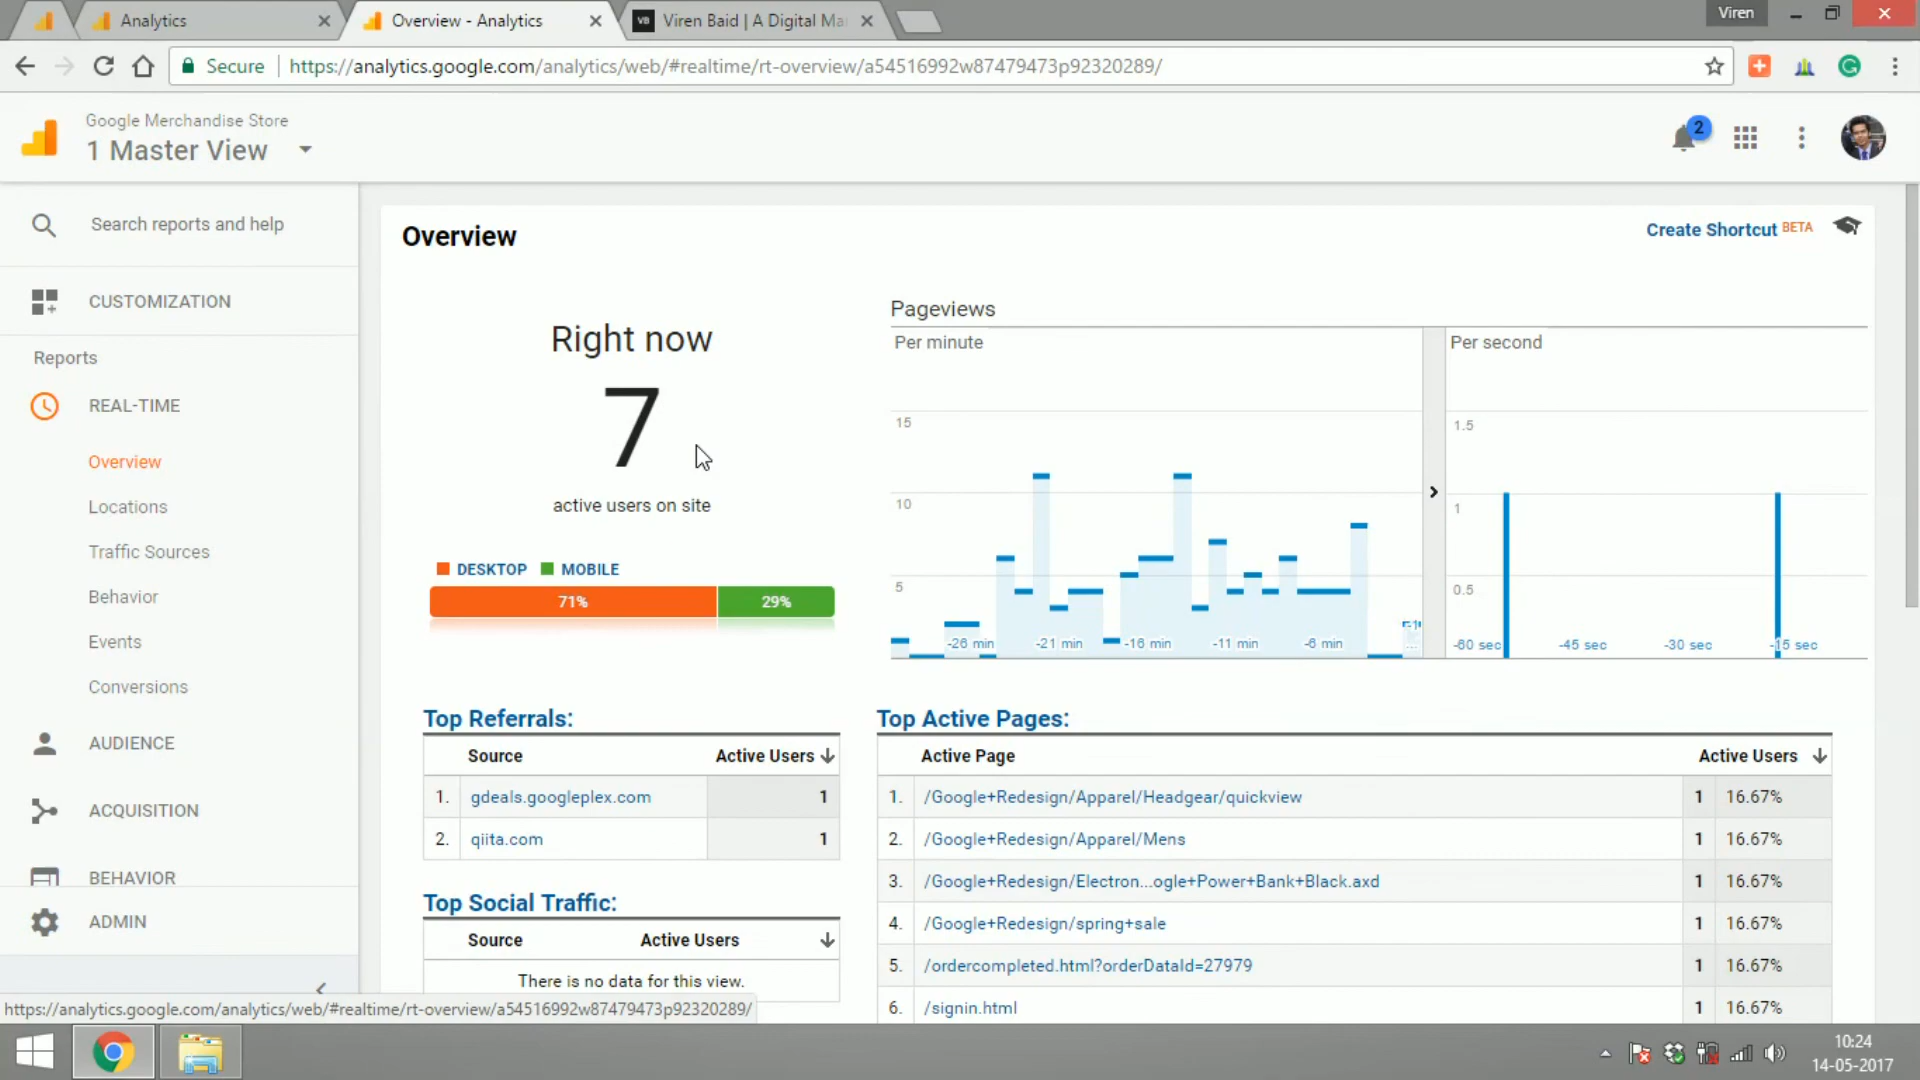 Analytics
Overview - Analytics
VB
Viren Baid | A Digital Ma
Viren
Secure
https://analytics.google.com/analytics/web/#realtime/rt-overview/a54516992w87479473p92320289/
Google Merchandise Store
1 Master View
2
Search reports and help
CUSTOMIZATION
Reports
REAL-TIME
Overview
Locations
Traffic Sources
Behavior
Events
Conversions
AUDIENCE
ACQUISITION
BEHAVIOR
ADMIN
Overview
Create Shortcut BETA
Right now
7
active users on site
DESKTOP MOBILE
71% 29%
Pageviews
Per minute
15
10
5
-26 min -21 min -16 min -11 min -6 min
Per second
1.5
1
0.5
-60 sec -45 sec -30 sec -15 sec
Top Referrals:
Source Active Users
1. gdeals.googleplex.com 1
2. qiita.com 1
Top Social Traffic:
Source Active Users
There is no data for this view.
Top Active Pages:
Active Page Active Users
1. /Google+Redesign/Apparel/Headgear/quickview 1 16.67%
2. /Google+Redesign/Apparel/Mens 1 16.67%
3. /Google+Redesign/Electron...ogle+Power+Bank+Black.axd 1 16.67%
4. /Google+Redesign/spring+sale 1 16.67%
5. /ordercompleted.html?orderDataId=27979 1 16.67%
6. /signin.html 1 16.67%
https://analytics.google.com/analytics/web/#realtime/rt-overview/a54516992w87479473p92320289/
10:24
14-05-2017